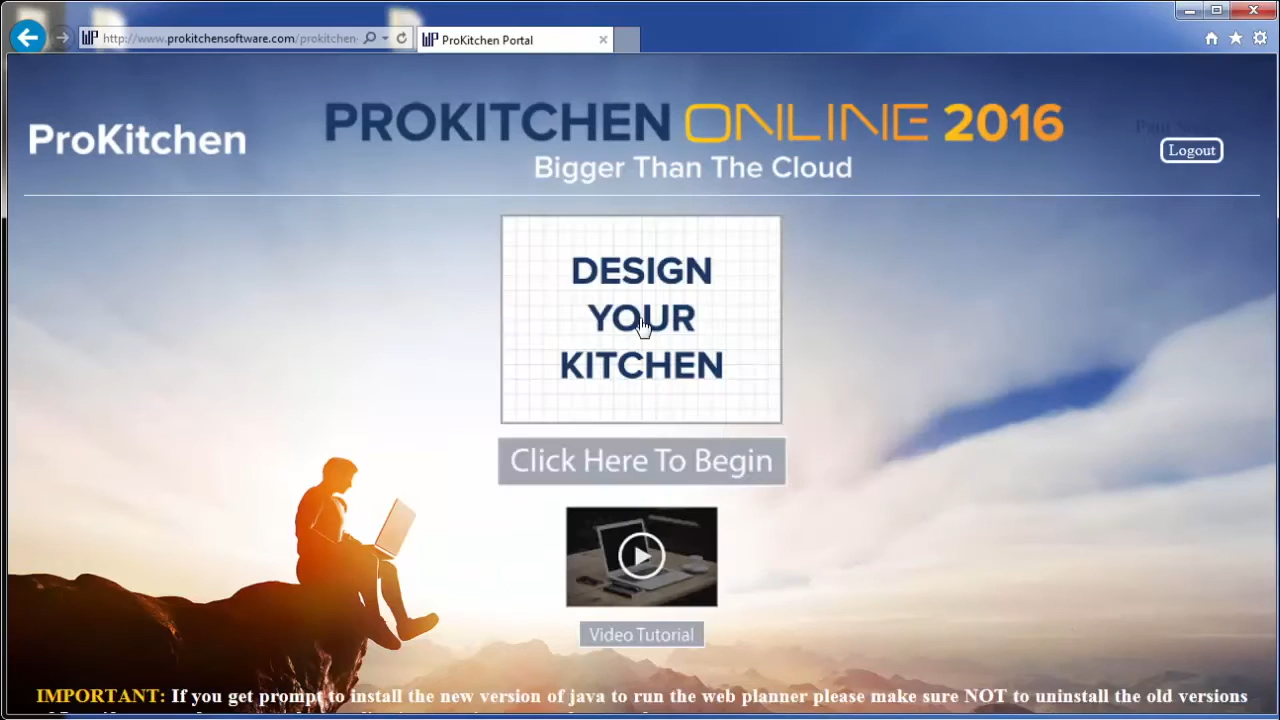 http://www.prokitchensoftware.com/prokitchen-
ProKitchen Portal
PROKITCHEN ONLINE 2016
ProKitchen
Bigger Than The Cloud
Logout
DESIGN
YOUR
KITCHEN
Click Here To Begin
Video Tutorial
IMPORTANT: If you get prompt to install the new version of java to run the web planner please make sure NOT to uninstall the old versions